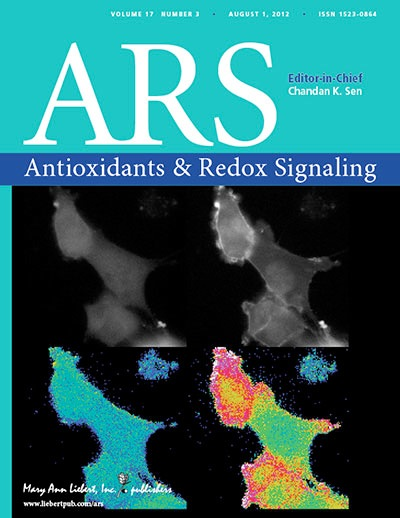 VOLUME 17 NUMBER 3 • AUGUST 1, 2012 • ISSN 1523-0864
ARS
Editor-in-Chief
Chandan K. Sen
Antioxidants & Redox Signaling
Mary Ann Liebert, Inc. publishers
www.liebertpub.com/ars